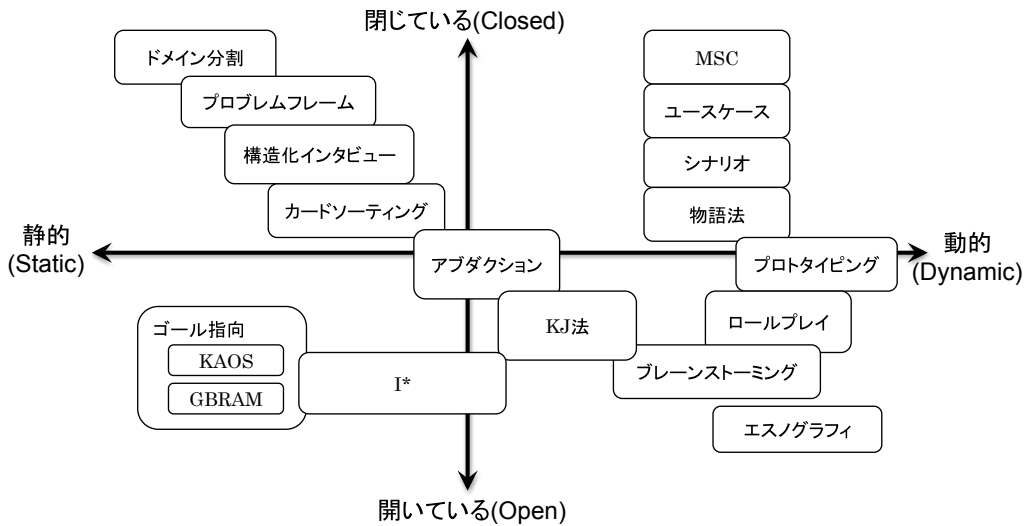 閉じている(Closed)
ドメイン分割
MSC
プロブレムフレーム
ユースケース
構造化インタビュー
シナリオ
カードソーティング
物語法
静的
(Static)
アブダクション
プロトタイピング
動的
(Dynamic)
ゴール指向
KJ法
ロールプレイ
KAOS
I*
ブレーンストーミング
GBRAM
エスノグラフィ
開いている(Open)